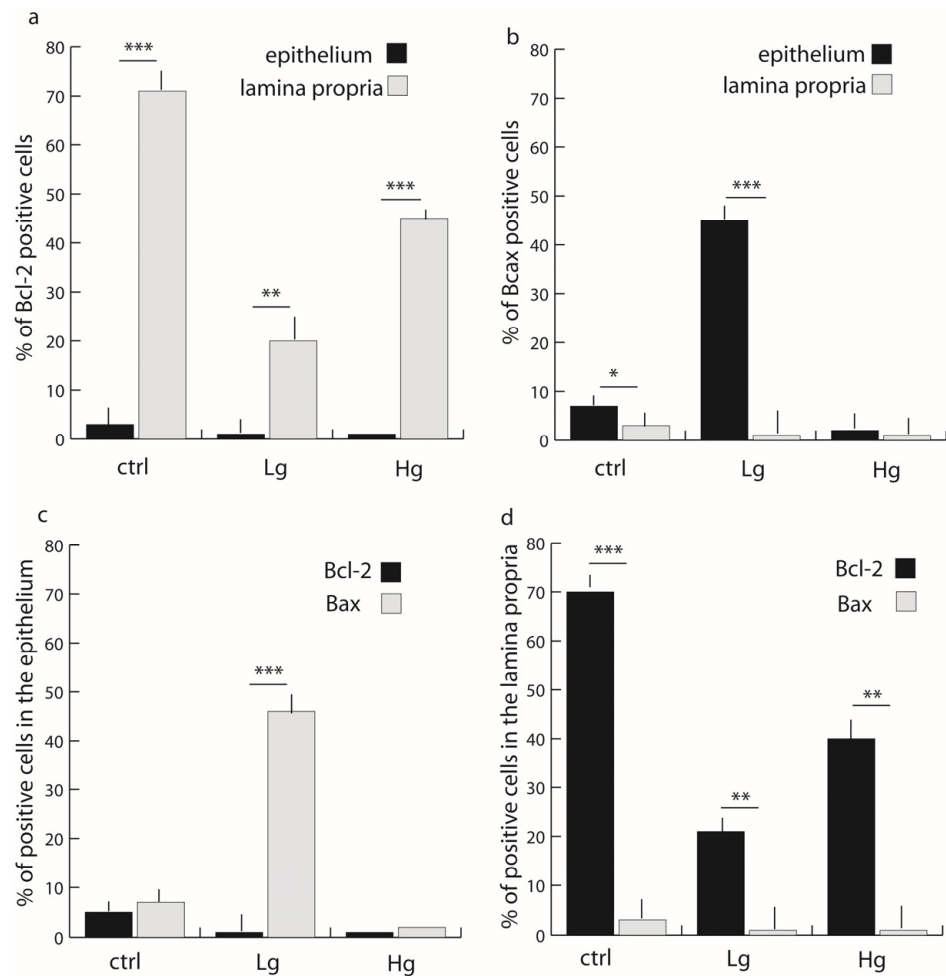 a
% of Bcl-2 positive cells
80
70
60
50
40
30
20
10
0
***
**
***
epithelium
lamina propria
ctrl
Lg
Hg
b
% of Bcax positive cells
80
70
60
50
40
30
20
10
0
*
***
epithelium
lamina propria
ctrl
Lg
Hg
c
% of positive cells in the epithelium
80
70
60
50
40
30
20
10
0
***
Bcl-2
Bax
ctrl
Lg
Hg
d
% of positive cells in the lamina propria
80
70
60
50
40
30
20
10
0
***
**
**
Bcl-2
Bax
ctrl
Lg
Hg